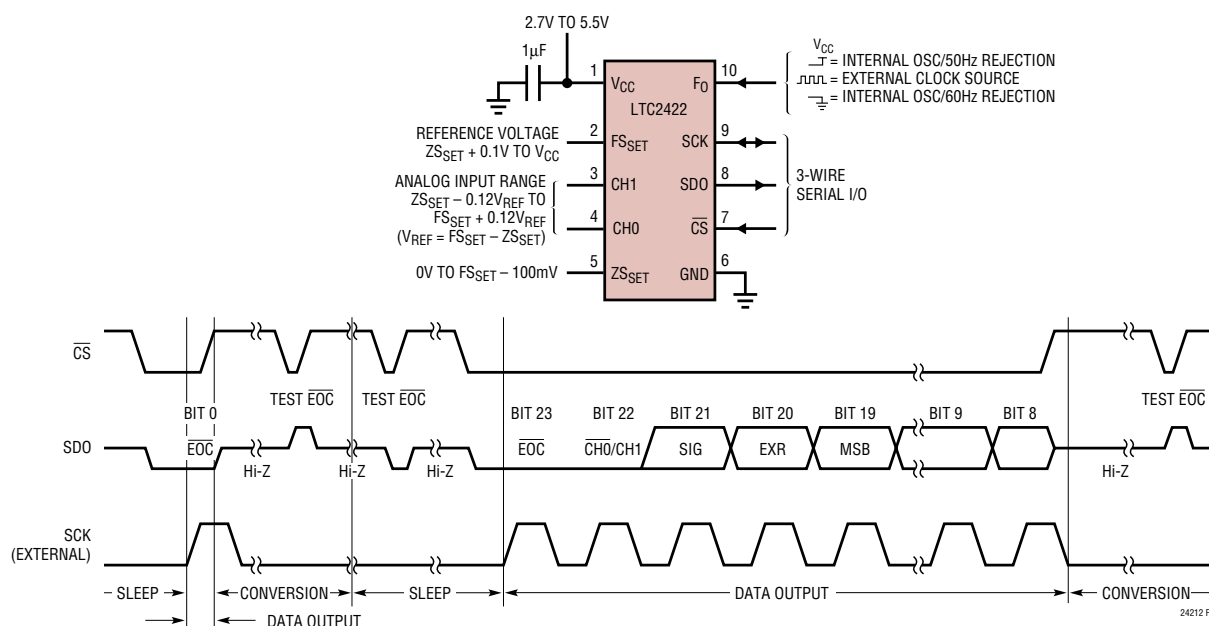 2.7V TO 5.5V
1µF
1
VCC
LTC2422
FO
10
VCC
= INTERNAL OSC/50Hz REJECTION
= EXTERNAL CLOCK SOURCE
= INTERNAL OSC/60Hz REJECTION
REFERENCE VOLTAGE
ZSSET + 0.1V TO VCC
2
FSSET
SCK
9
ANALOG INPUT RANGE
ZSSET – 0.12VREF TO
FSSET + 0.12VREF
(VREF = FSSET – ZSSET)
3
CH1
SDO
8
3-WIRE
SERIAL I/O
4
CH0
CS
7
0V TO FSSET – 100mV
5
ZSSET
GND
6
CS
TEST EOC
TEST EOC
TEST EOC
BIT 0
BIT 23
BIT 22
BIT 21
BIT 20
BIT 19
BIT 9
BIT 8
SDO
EOC
EOC
CH0/CH1
SIG
EXR
MSB
Hi-Z
Hi-Z
Hi-Z
Hi-Z
SCK
(EXTERNAL)
SLEEP
CONVERSION
SLEEP
DATA OUTPUT
CONVERSION
DATA OUTPUT
24212 F